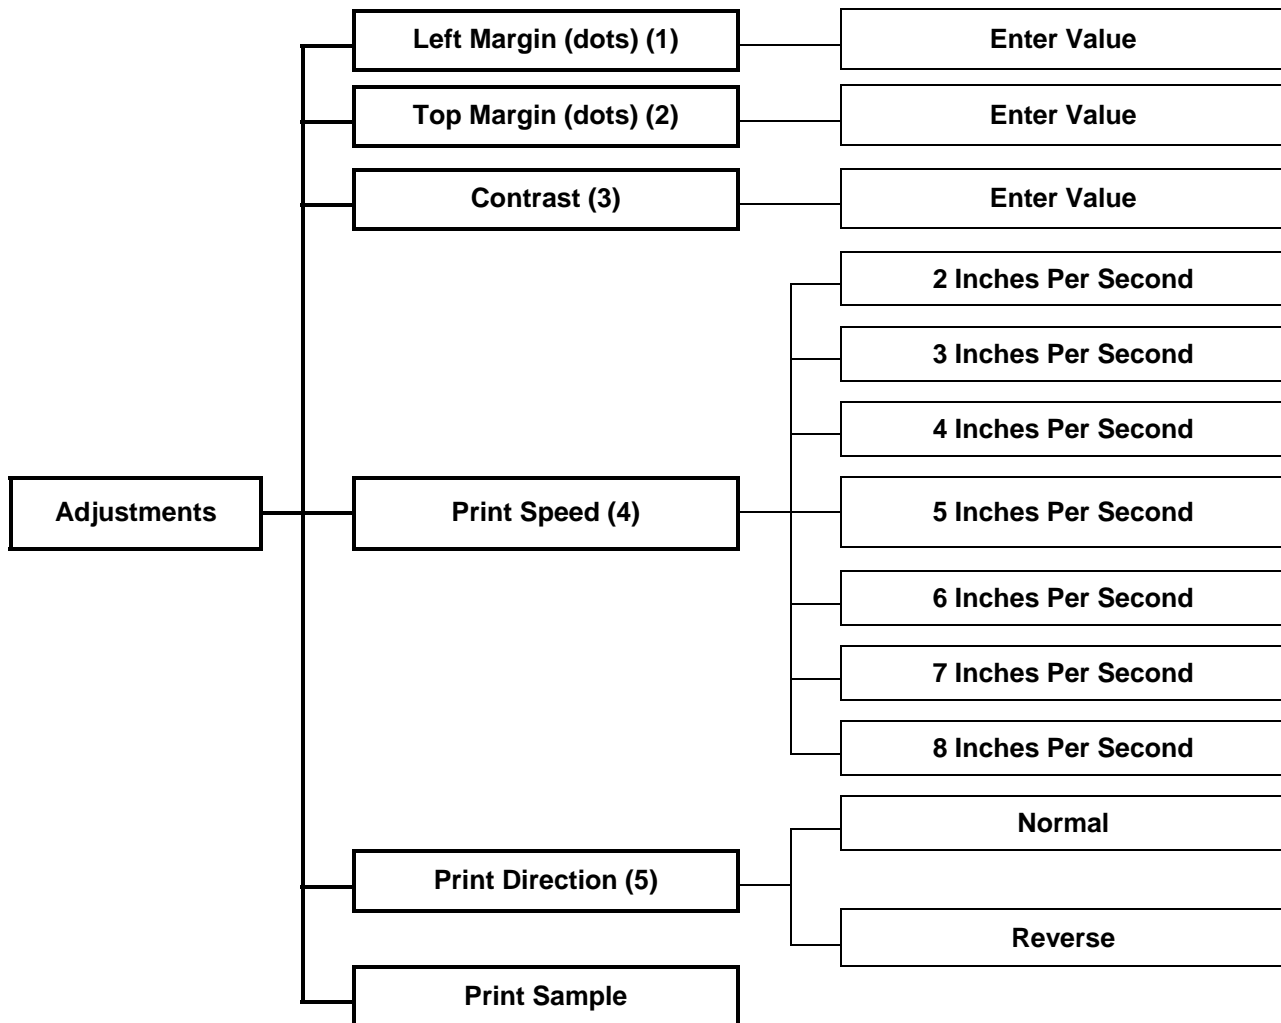 Left Margin (dots) (1)
Enter Value
Top Margin (dots) (2)
Enter Value
Contrast (3)
Enter Value
2 Inches Per Second
3 Inches Per Second
4 Inches Per Second
Adjustments
Print Speed (4)
5 Inches Per Second
6 Inches Per Second
7 Inches Per Second
8 Inches Per Second
Normal
Print Direction (5)
Reverse
Print Sample